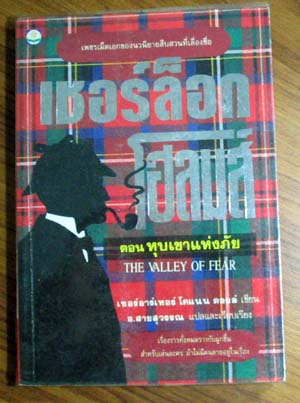 เพชรเม็ดเอกของนวนิยายสืบสวนที่เลื่องชื่อ
เชอร์ล็อก
โฮล์มส์
ตอน หุบเขาแห่งภัย
THE VALLEY OF FEAR
เซอร์อาร์เทอร์ โคแนน ดอยล์ เขียน
อ.สายสุวรรณ แปลและเรียบเรียง